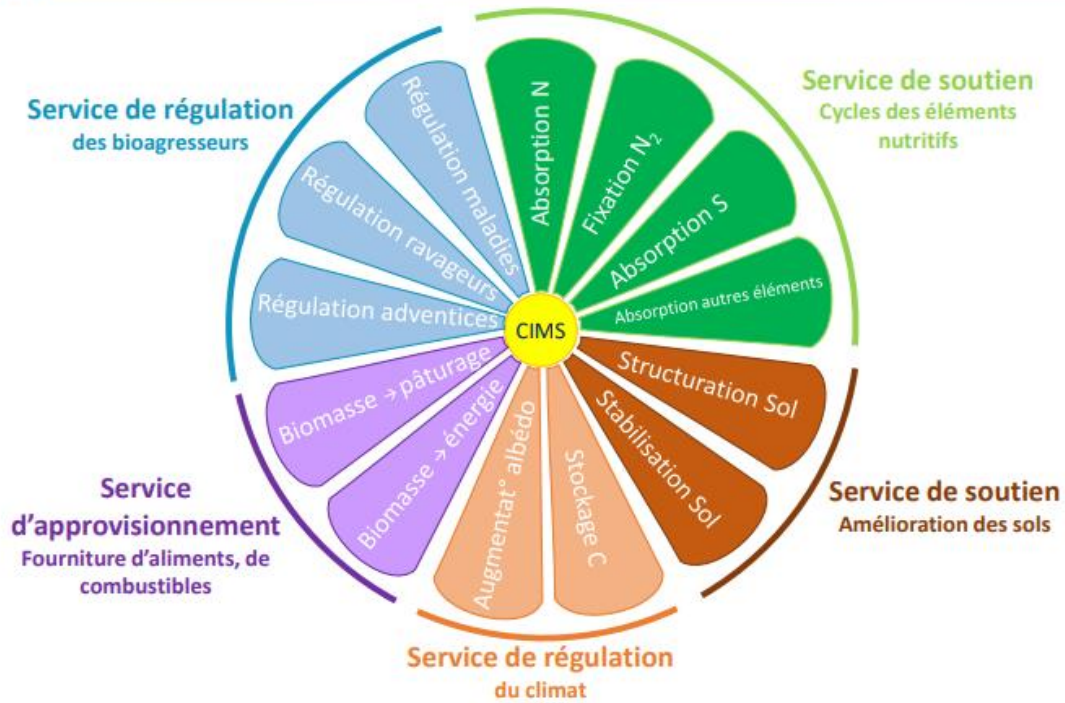 Service de régulation
des bioagresseurs
Service de soutien
Cycles des éléments
nutritifs
Régulation maladies
Régulation ravageurs
Régulation adventices
Absorption N
Fixation N₂
Absorption S
Absorption autres éléments
CIMS
Structuration Sol
Stabilisation Sol
Stockage C
Augmentat° albédo
Biomasse → énergie
Biomasse → pâturage
Service
d'approvisionnement
Fourniture d'aliments, de
combustibles
Service de soutien
Amélioration des sols
Service de régulation
du climat